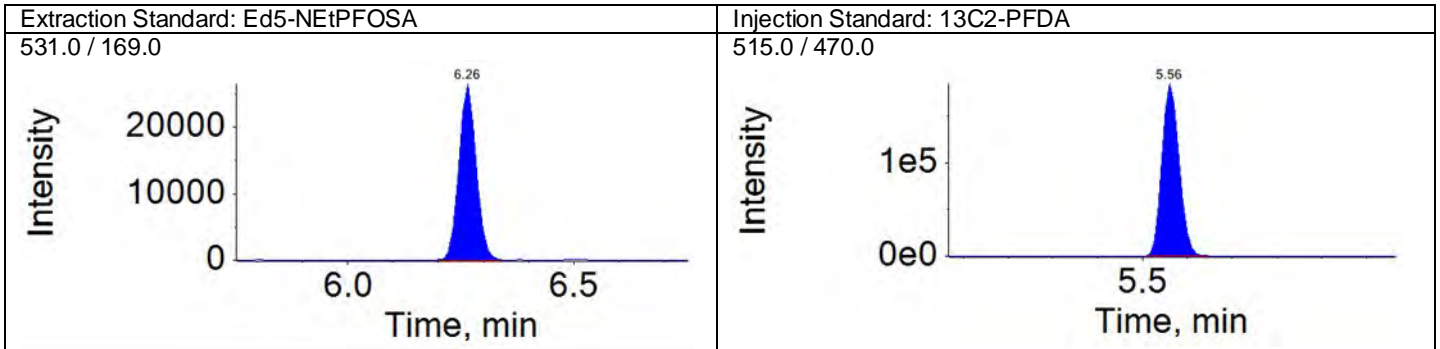 Extraction Standard: Ed5-NEtPFOSA
531.0 / 169.0
6.26
Intensity
20000
10000
0
6.0 6.5
Time, min
Injection Standard: 13C2-PFDA
515.0 / 470.0
5.56
Intensity
1e5
0e0
5.5
Time, min